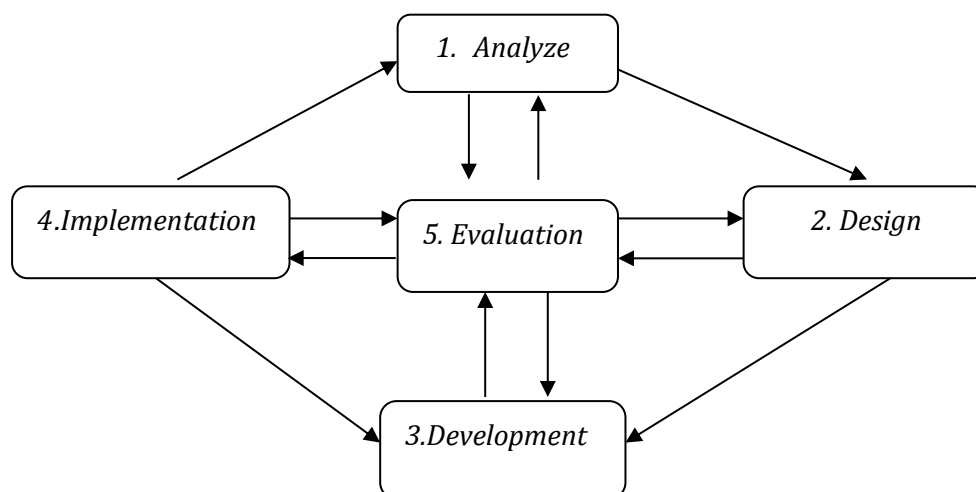 1. Analyze
4.Implementation
5. Evaluation
2. Design
3.Development